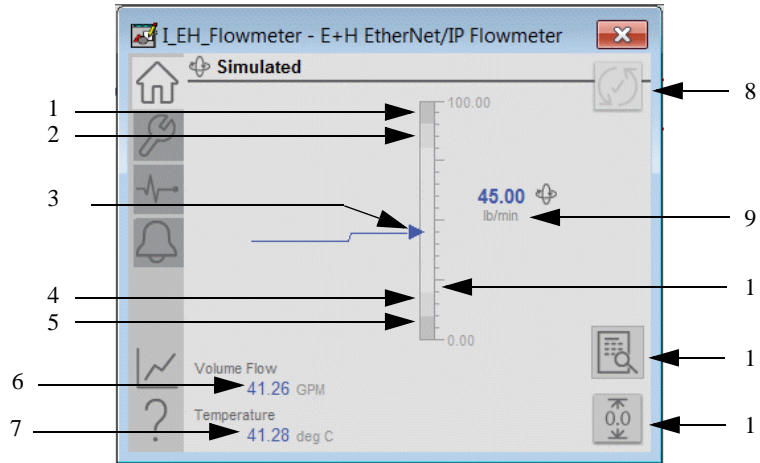 I_EH_Flowmeter - E+H EtherNet/IP Flowmeter
Simulated
1
2
3
4
5
6
7
100.00
45.00
lb/min
0.00
Volume Flow
41.26 GPM
Temperature
41.28 deg C
?
0.0
8
9
1
1
1